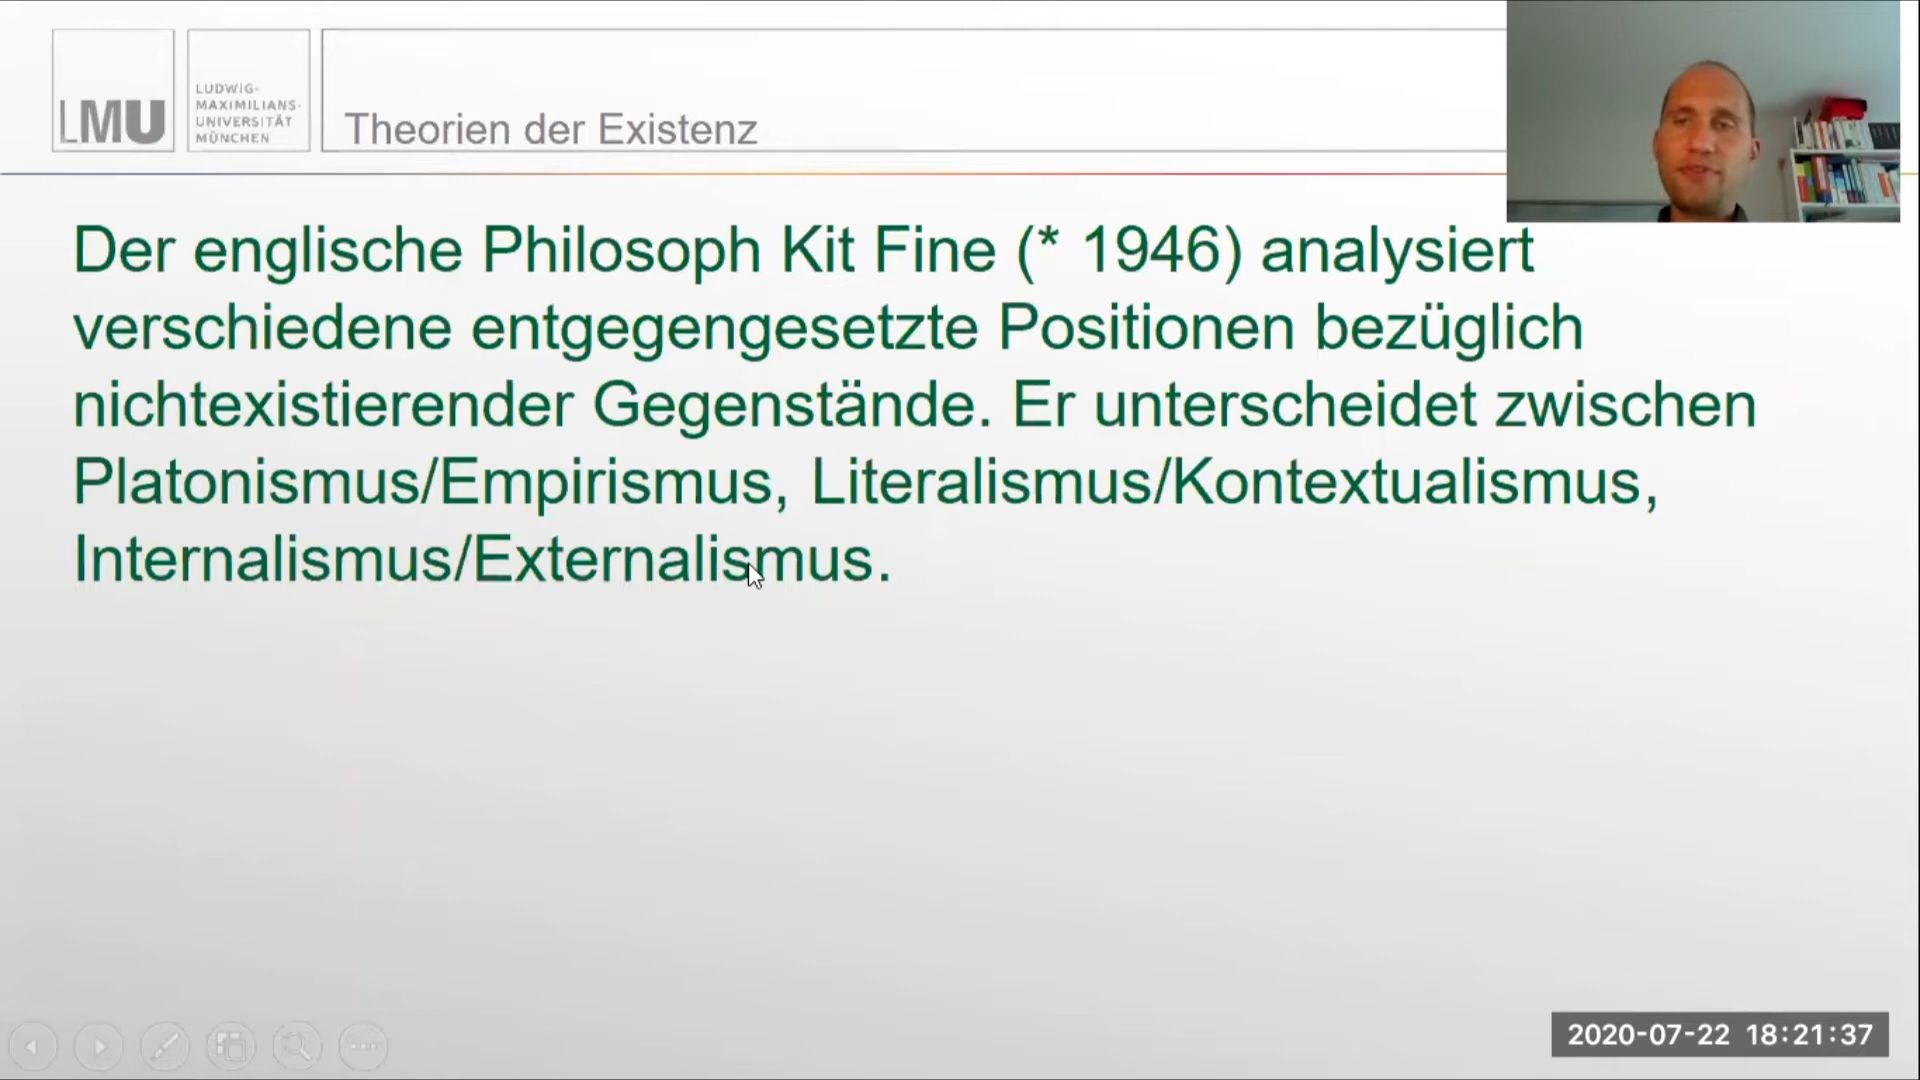 LMU
LUDWIG-
MAXIMILIANS-
UNIVERSITÄT
MÜNCHEN
Theorien der Existenz
Der englische Philosoph Kit Fine (* 1946) analysiert
verschiedene entgegengesetzte Positionen bezüglich
nichtexistierender Gegenstände. Er unterscheidet zwischen
Platonismus/Empirismus, Literalismus/Kontextualismus,
Internalismus/Externalismus.
2020-07-22 18:21:37